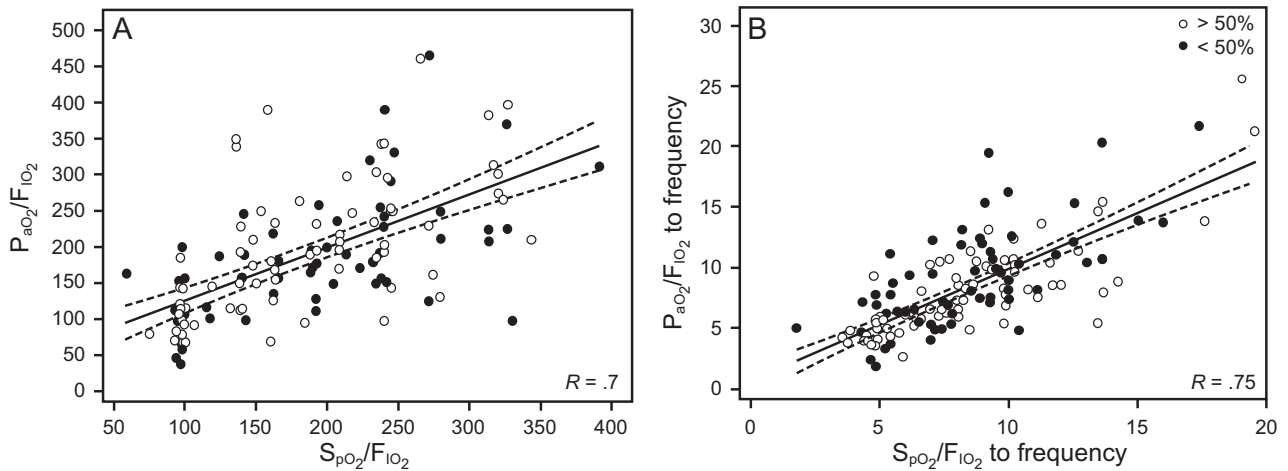 A
500
450
400
350
300
250
200
150
100
50
0
PaO2/FIO2
50 100 150 200 250 300 350 400
SpO2/FIO2
R = .7
B
> 50%
< 50%
30
25
20
15
10
5
0
PaO2/FIO2 to frequency
0 5 10 15 20
SpO2/FIO2 to frequency
R = .75